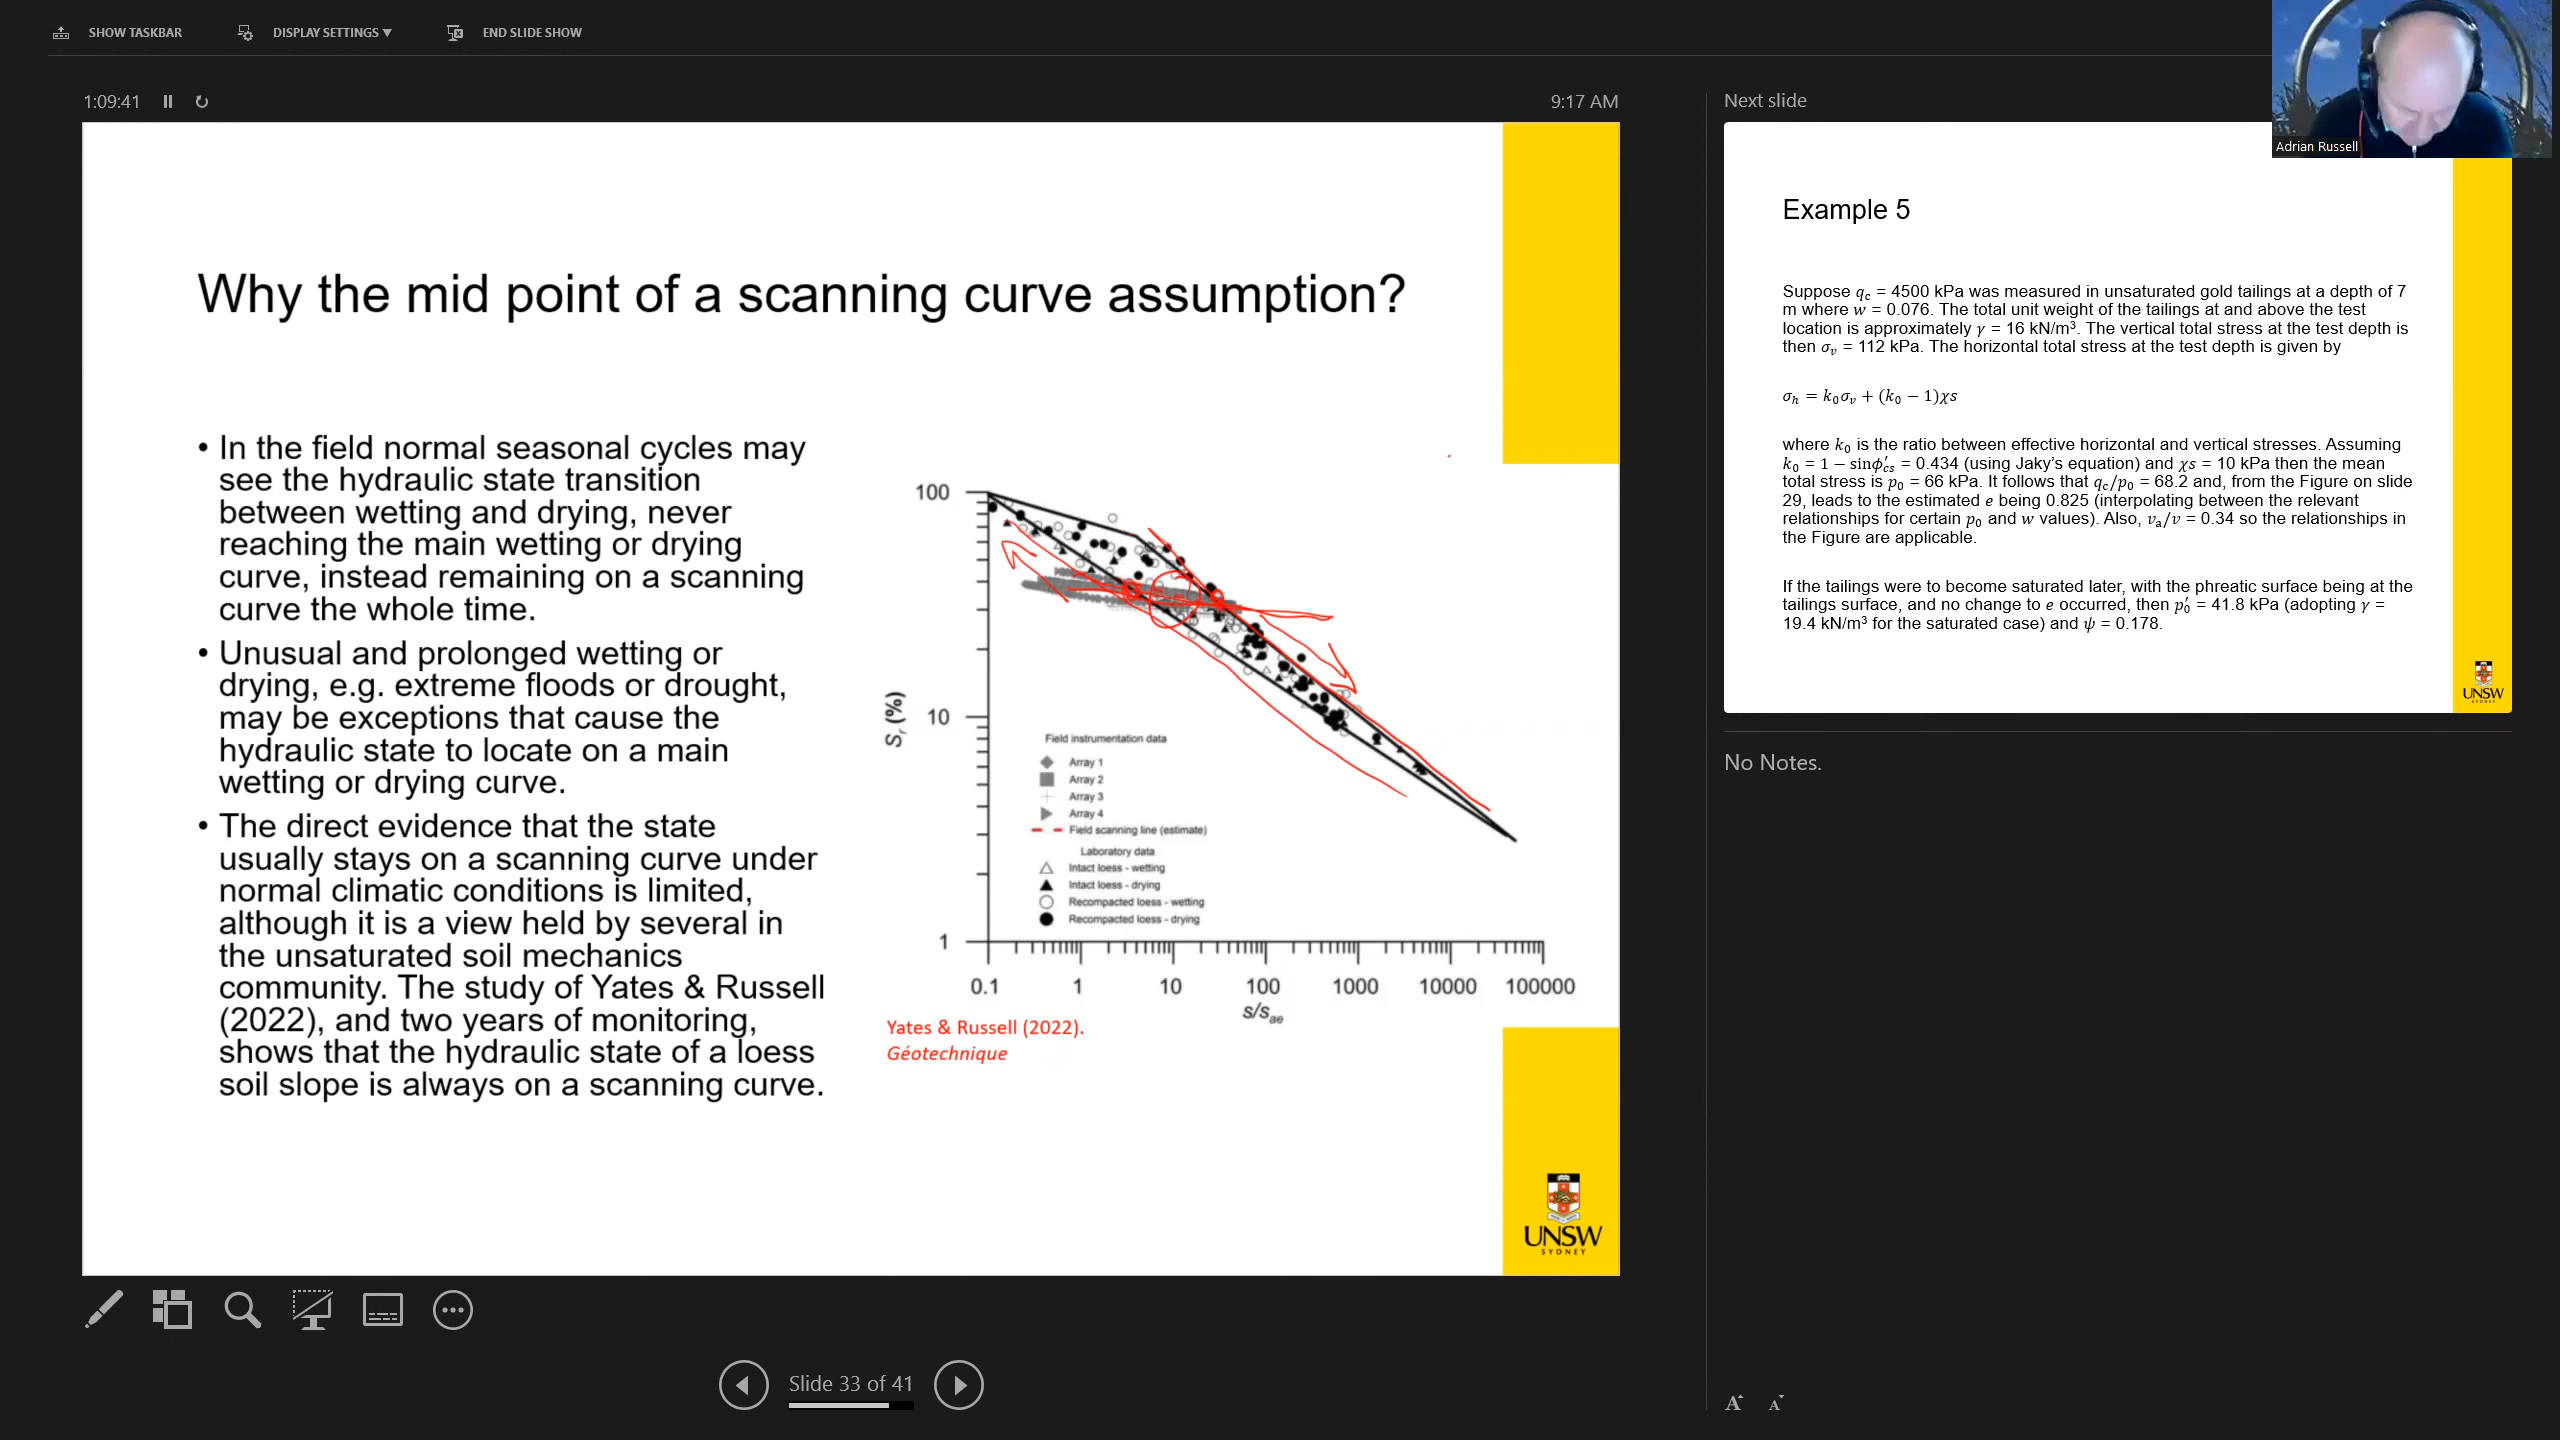 SHOW TASKBAR
DISPLAY SETTINGS ▼
END SLIDE SHOW
1:09:41
9:17 AM
Why the mid point of a scanning curve assumption?
• In the field normal seasonal cycles may
see the hydraulic state transition
between wetting and drying, never
reaching the main wetting or drying
curve, instead remaining on a scanning
curve the whole time.
• Unusual and prolonged wetting or
drying, e.g. extreme floods or drought,
may be exceptions that cause the
hydraulic state to locate on a main
wetting or drying curve.
• The direct evidence that the state
usually stays on a scanning curve under
normal climatic conditions is limited,
although it is a view held by several in
the unsaturated soil mechanics
community. The study of Yates & Russell
(2022), and two years of monitoring,
shows that the hydraulic state of a loess
soil slope is always on a scanning curve.
100
10
1
Sr (%)
Field instrumentation data
Array 1
Array 2
Array 3
Array 4
Field scanning line (estimate)
Laboratory data
Intact loess - wetting
Intact loess - drying
Recompacted loess - wetting
Recompacted loess - drying
0.1 1 10 100 1000 10000 100000
s/sae
Yates & Russell (2022).
Géotechnique
UNSW
SYDNEY
Slide 33 of 41
Next slide
Adrian Russell
Example 5
Suppose qc = 4500 kPa was measured in unsaturated gold tailings at a depth of 7
m where w = 0.076. The total unit weight of the tailings at and above the test
location is approximately γ = 16 kN/m³. The vertical total stress at the test depth is
then σv = 112 kPa. The horizontal total stress at the test depth is given by
σh = k0σv + (k0 − 1)χs
where k0 is the ratio between effective horizontal and vertical stresses. Assuming
k0 = 1 − sinϕ′cs = 0.434 (using Jaky's equation) and χs = 10 kPa then the mean
total stress is p0 = 66 kPa. It follows that qc/p0 = 68.2 and, from the Figure on slide
29, leads to the estimated e being 0.825 (interpolating between the relevant
relationships for certain p0 and w values). Also, va/v = 0.34 so the relationships in
the Figure are applicable.
If the tailings were to become saturated later, with the phreatic surface being at the
tailings surface, and no change to e occurred, then p′0 = 41.8 kPa (adopting γ =
19.4 kN/m³ for the saturated case) and ψ = 0.178.
UNSW
SYDNEY
No Notes.
A A